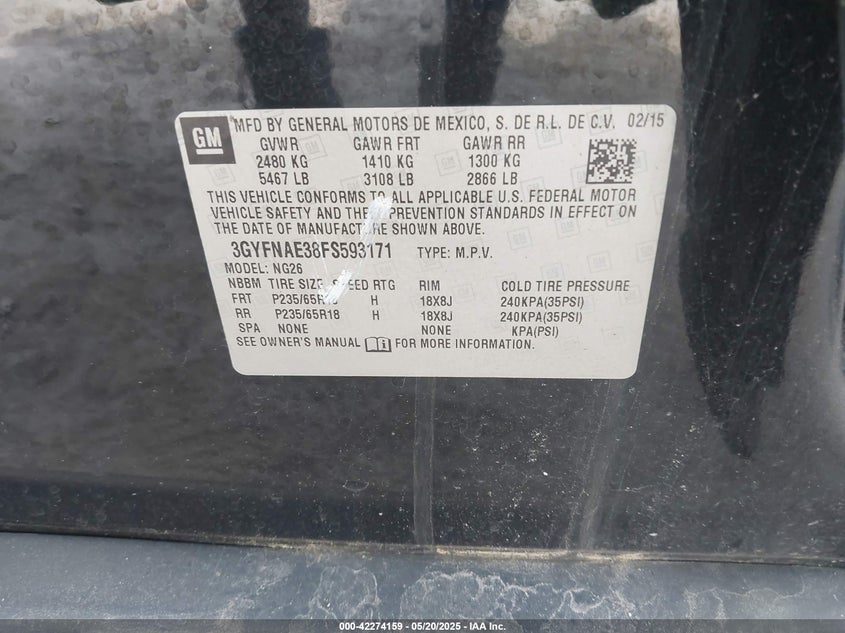 GM MFD BY GENERAL MOTORS DE MEXICO, S. DE R.L. DE C.V. 02/15
GVWR GAWR FRT GAWR RR
2480 KG 1410 KG 1300 KG
5467 LB 3108 LB 2866 LB
THIS VEHICLE CONFORMS TO ALL APPLICABLE U.S. FEDERAL MOTOR
VEHICLE SAFETY AND THEFT PREVENTION STANDARDS IN EFFECT ON
THE DATE OF MANUFACTURE SHOWN ABOVE.
3GYFNAE38FS593171 TYPE: M.P.V.
MODEL: NG26
NBBM TIRE SIZE SPEED RTG RIM COLD TIRE PRESSURE
FRT P235/65R18 H 18X8J 240KPA(35PSI)
RR P235/65R18 H 18X8J 240KPA(35PSI)
SPA NONE NONE KPA(PSI)
SEE OWNER'S MANUAL FOR MORE INFORMATION.
000-42274159 - 05/20/2025 - IAA Inc.